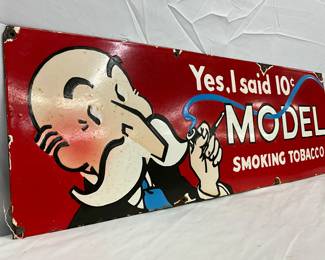 Yes, I said 10¢
MODEL
SMOKING TOBACCO